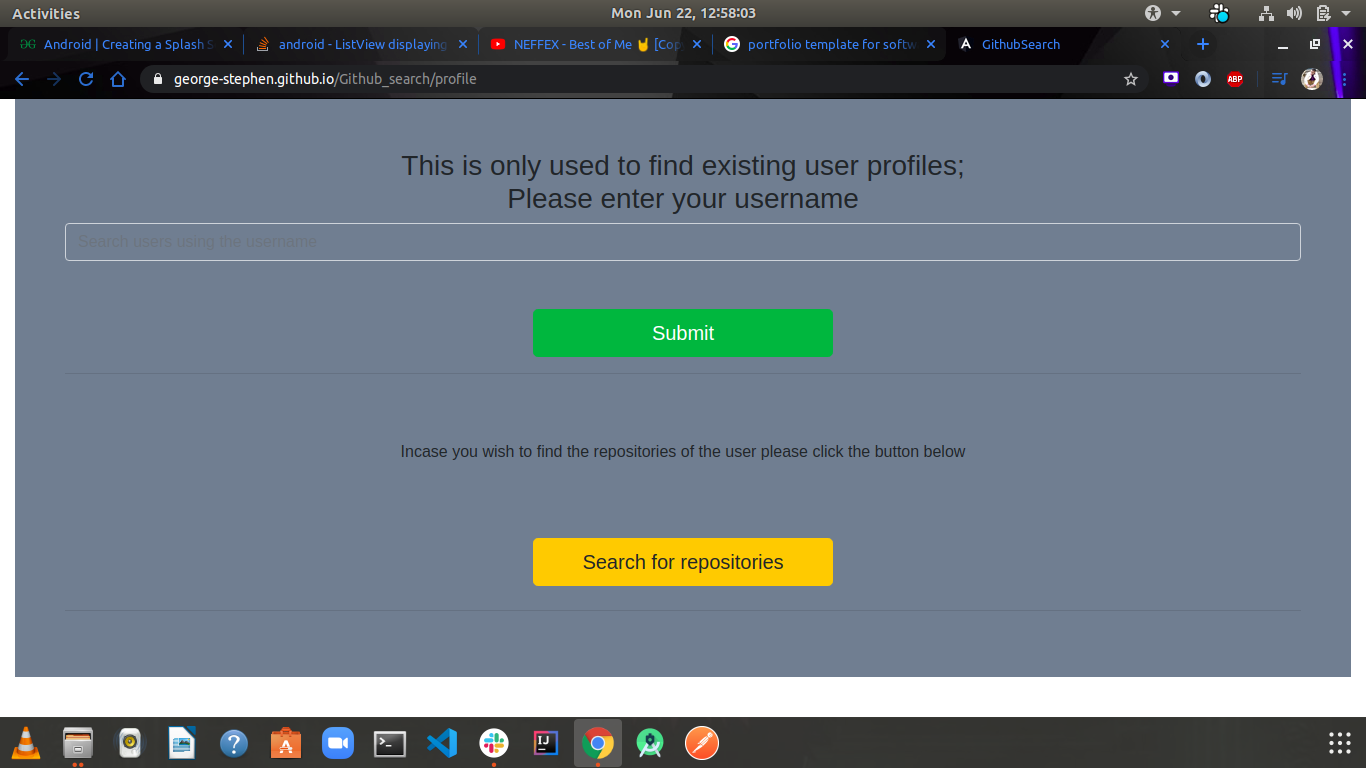 Activities
Mon Jun 22, 12:58:03
Android | Creating a Splash S
android - ListView displaying
NEFFEX - Best of Me 🤘 [Cop
portfolio template for softw
GithubSearch
george-stephen.github.io/Github_search/profile
ABP
This is only used to find existing user profiles;
Please enter your username
Search users using the username
Submit
Incase you wish to find the repositories of the user please click the button below
Search for repositories